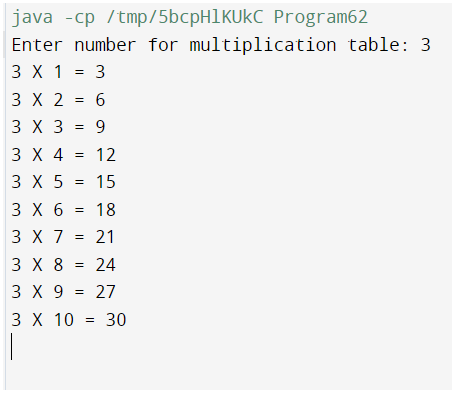 java -cp /tmp/5bcpHlKUkC Program62
Enter number for multiplication table: 3
3 X 1 = 3
3 X 2 = 6
3 X 3 = 9
3 X 4 = 12
3 X 5 = 15
3 X 6 = 18
3 X 7 = 21
3 X 8 = 24
3 X 9 = 27
3 X 10 = 30